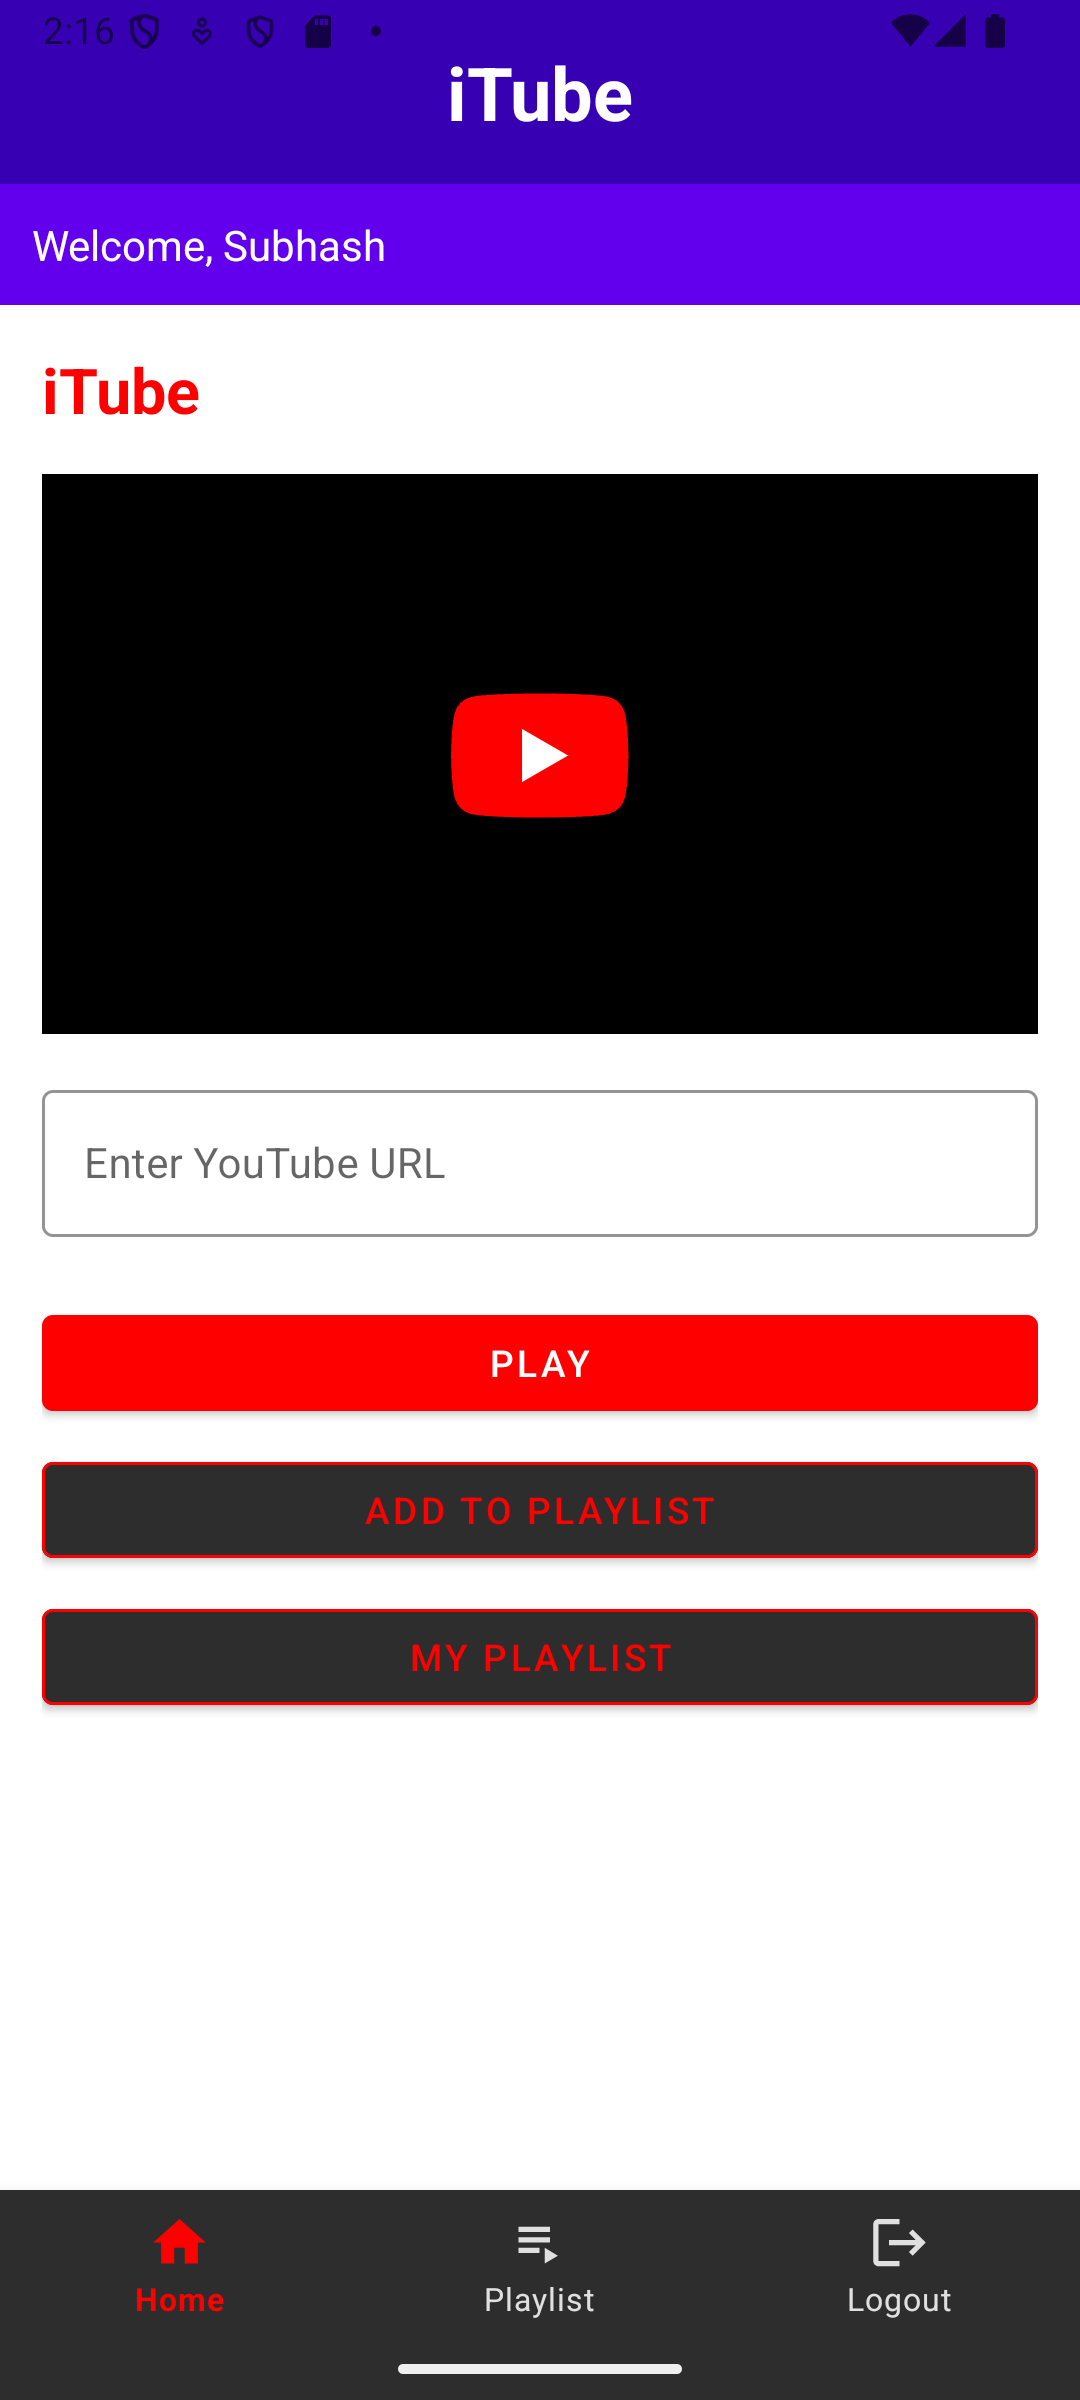 2:16
iTube
Welcome, Subhash
iTube
Enter YouTube URL
PLAY
ADD TO PLAYLIST
MY PLAYLIST
Home
Playlist
Logout